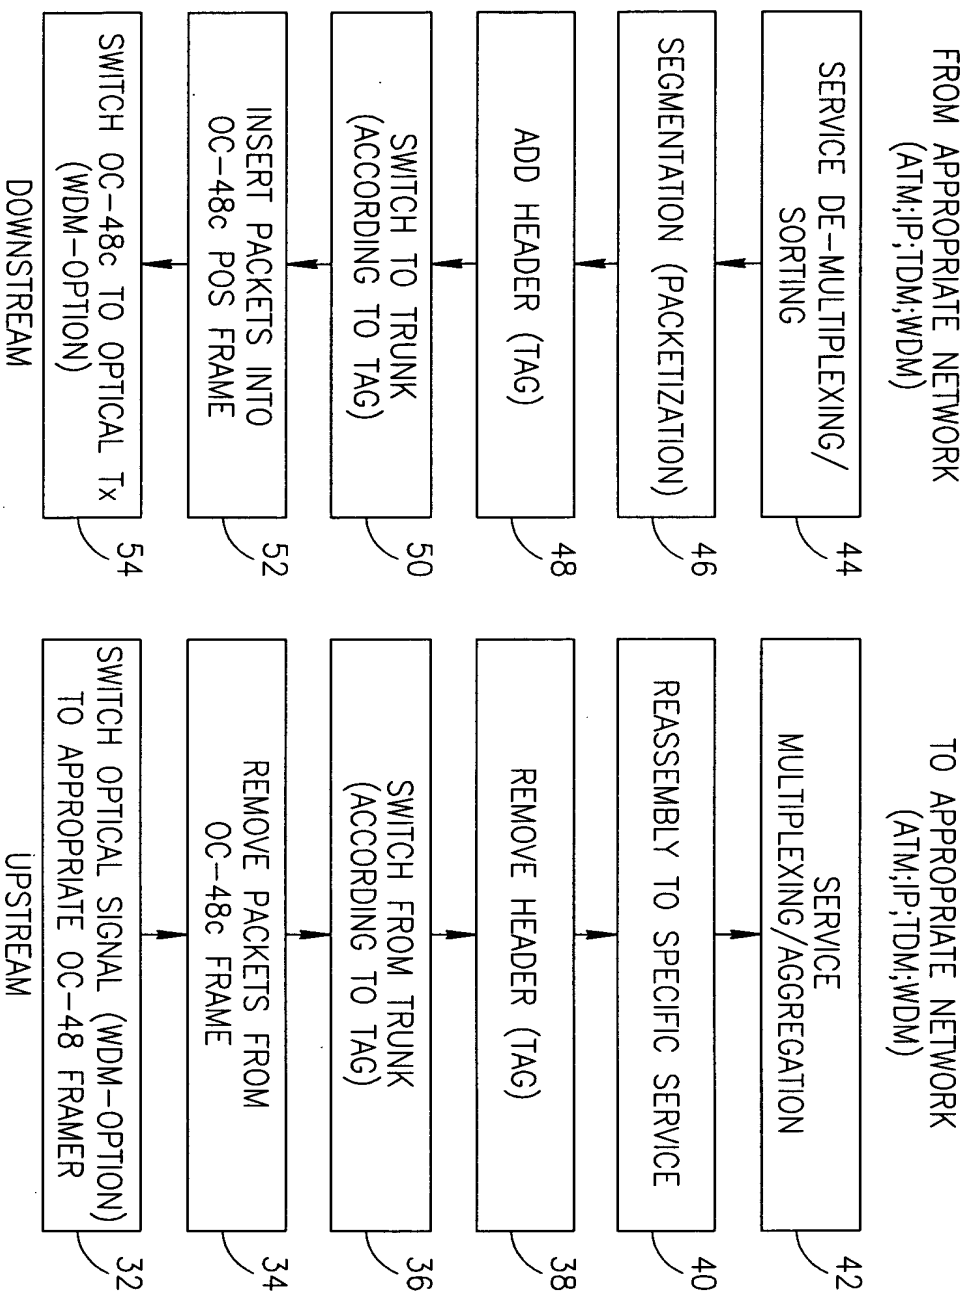 FROM APPROPRIATE NETWORK
(ATM;IP;TDM;WDM)
SERVICE DE-MULTIPLEXING/
SORTING
44
SEGMENTATION (PACKETIZATION)
46
ADD HEADER (TAG)
48
SWITCH TO TRUNK
(ACCORDING TO TAG)
50
INSERT PACKETS INTO
OC-48c POS FRAME
52
SWITCH OC-48c TO OPTICAL Tx
(WDM-OPTION)
54
DOWNSTREAM
TO APPROPRIATE NETWORK
(ATM;IP;TDM;WDM)
SERVICE
MULTIPLEXING/AGGREGATION
42
REASSEMBLY TO SPECIFIC SERVICE
40
REMOVE HEADER (TAG)
38
SWITCH FROM TRUNK
(ACCORDING TO TAG)
36
REMOVE PACKETS FROM
OC-48c FRAME
34
SWITCH OPTICAL SIGNAL (WDM-OPTION)
TO APPROPRIATE OC-48 FRAMER
32
UPSTREAM